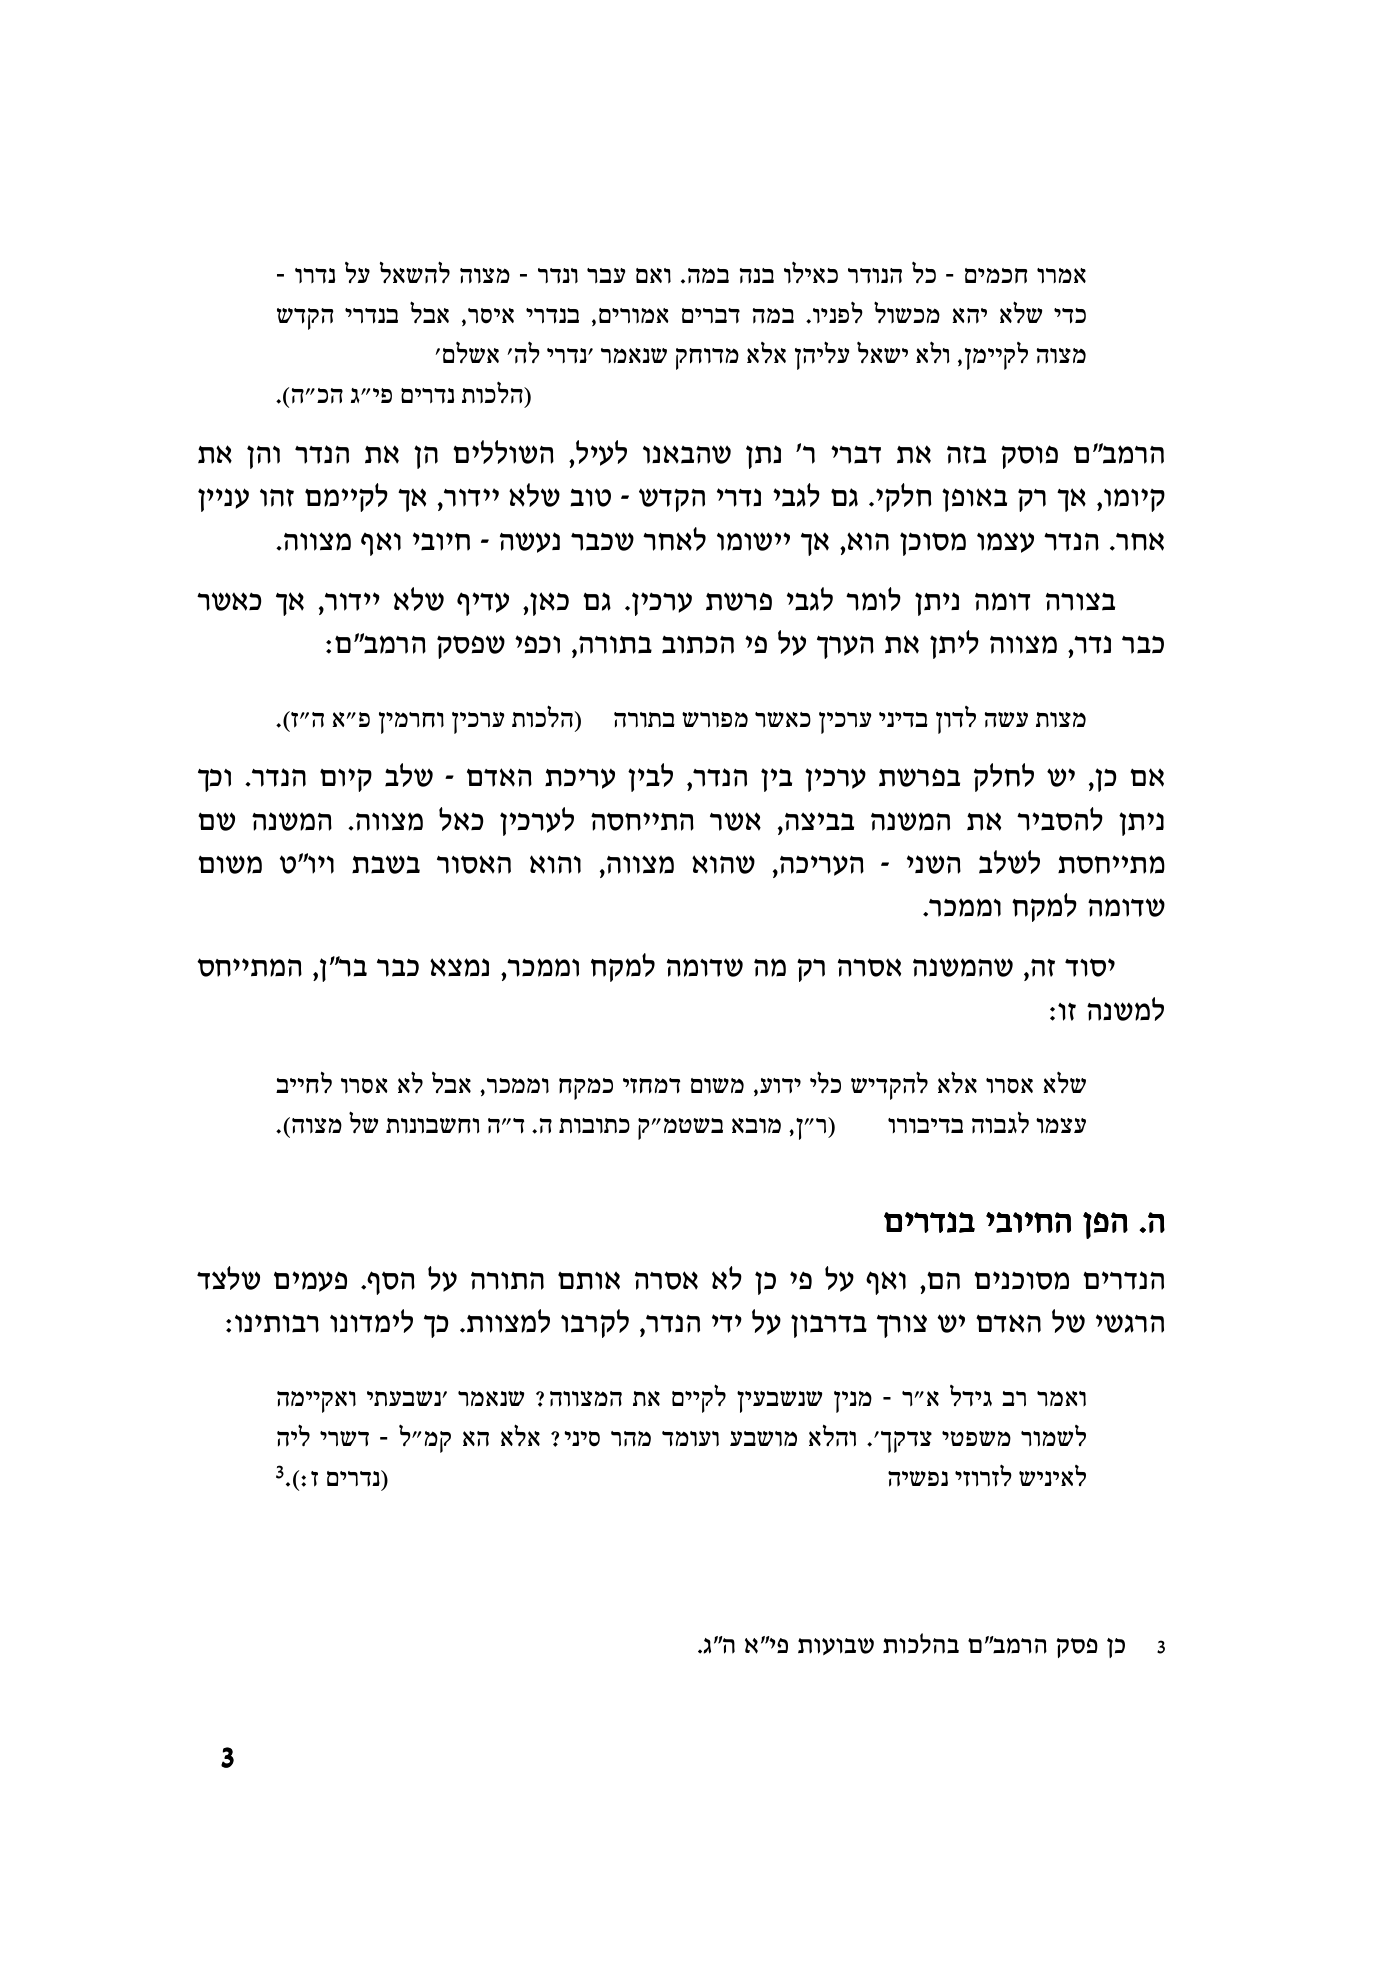 אמרו חכמים - כל הנודר כאילו בנה במה. ואם עבר ונדר - מצוה להשאל על נדרו -
כדי שלא יהא מכשול לפניו. במה דברים אמורים, בנדרי איסר, אבל בנדרי הקדש
מצוה לקיימן, ולא ישאל עליהן אלא מדוחק שנאמר ׳נדרי לה׳ אשלם׳
(הלכות נדרים פי״ג הכ״ה).
הרמב״ם פוסק בזה את דברי ר׳ נתן שהבאנו לעיל, השוללים הן את הנדר והן את
קיומו, אך רק באופן חלקי. גם לגבי נדרי הקדש - טוב שלא יידור, אך לקיימם זהו עניין
אחר. הנדר עצמו מסוכן הוא, אך יישומו לאחר שכבר נעשה - חיובי ואף מצווה.
בצורה דומה ניתן לומר לגבי פרשת ערכין. גם כאן, עדיף שלא יידור, אך כאשר
כבר נדר, מצווה ליתן את הערך על פי הכתוב בתורה, וכפי שפסק הרמב״ם:
מצות עשה לדון בדיני ערכין כאשר מפורש בתורה (הלכות ערכין וחרמין פ״א ה״ז).
אם כן, יש לחלק בפרשת ערכין בין הנדר, לבין עריכת האדם - שלב קיום הנדר. וכך
ניתן להסביר את המשנה בביצה, אשר התייחסה לערכין כאל מצווה. המשנה שם
מתייחסת לשלב השני - העריכה, שהוא מצווה, והוא האסור בשבת ויו״ט משום
שדומה למקח וממכר.
יסוד זה, שהמשנה אסרה רק מה שדומה למקח וממכר, נמצא כבר בר״ן, המתייחס
למשנה זו:
שלא אסרו אלא להקדיש כלי ידוע, משום דמחזי כמקח וממכר, אבל לא אסרו לחייב
עצמו לגבוה בדיבורו (ר״ן, מובא בשטמ״ק כתובות ה. ד״ה וחשבונות של מצוה).
ה. הפן החיובי בנדרים
הנדרים מסוכנים הם, ואף על פי כן לא אסרה אותם התורה על הסף. פעמים שלצד
הרגשי של האדם יש צורך בדרבון על ידי הנדר, לקרבו למצוות. כך לימדונו רבותינו:
ואמר רב גידל א״ר - מנין שנשבעין לקיים את המצווה? שנאמר ׳נשבעתי ואקיימה
לשמור משפטי צדקך׳. והלא מושבע ועומד מהר סיני? אלא הא קמ״ל - דשרי ליה
לאיניש לזרוזי נפשיה (נדרים ז:).3
3 כן פסק הרמב״ם בהלכות שבועות פי״א ה״ג.
3